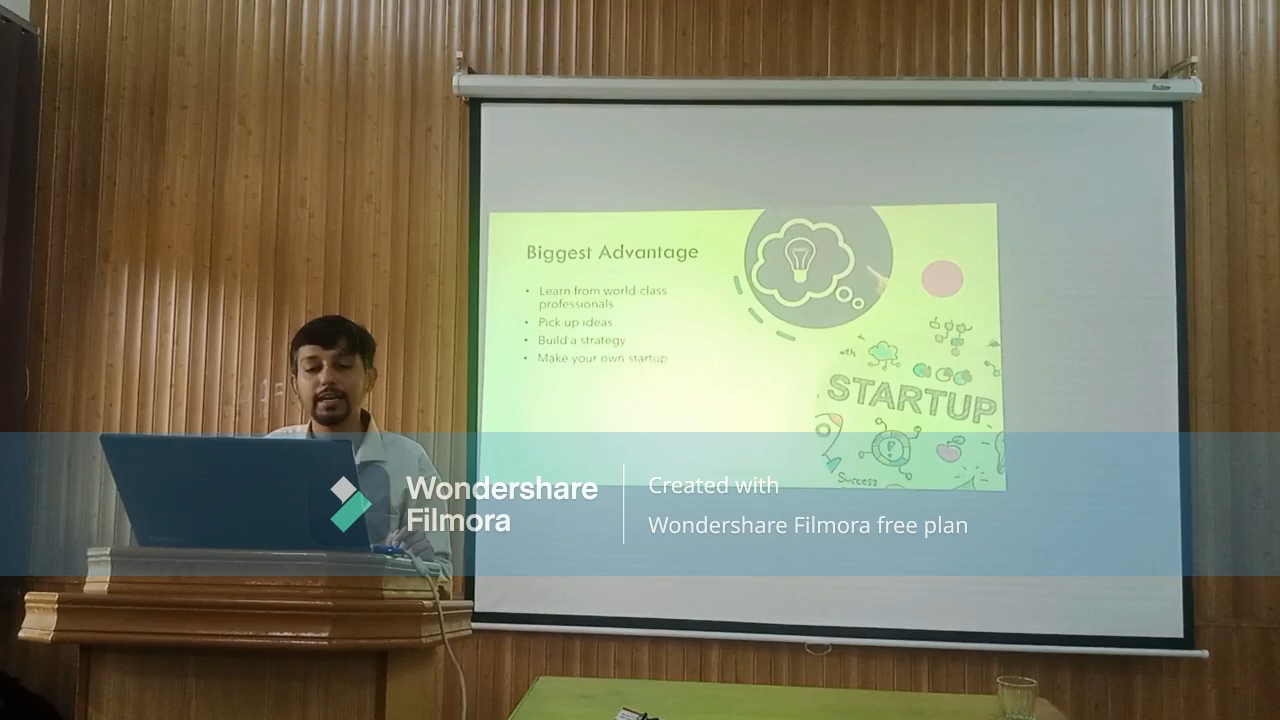 Biggest Advantage
• Learn from world class
professionals
• Pick up ideas
• Build a strategy
• Make your own startup
STARTUP
Success
Wondershare
Filmora
Created with
Wondershare Filmora free plan